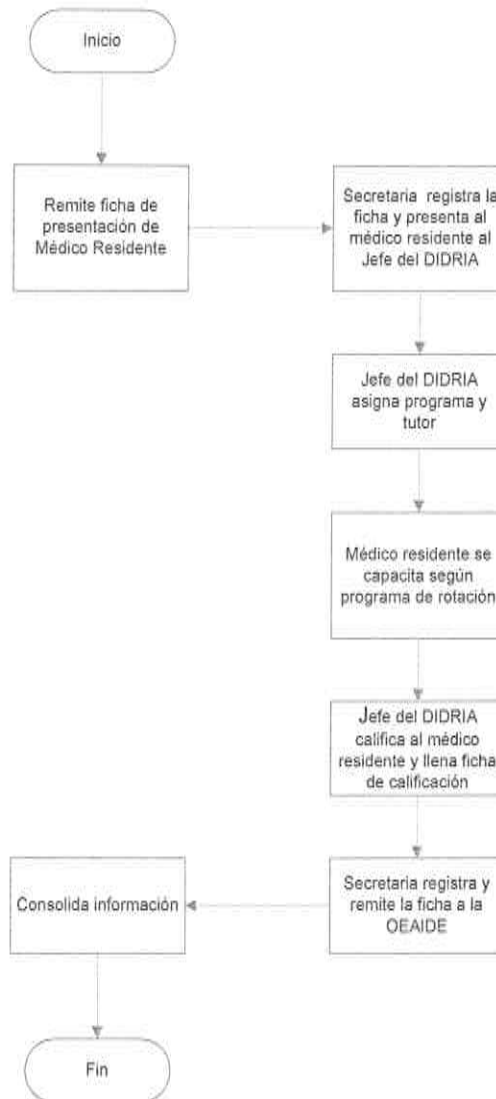 Inicio
Remite ficha de
presentación de
Médico Residente
Secretaria registra la
ficha y presenta al
médico residente al
Jefe del DIDRIA
Jefe del DIDRIA
asigna programa y
tutor
Médico residente se
capacita según
programa de rotación
Jefe del DIDRIA
califica al médico
residente y llena ficha
de calificación
Secretaria registra y
remite la ficha a la
OEAIDE
Consolida información
Fin